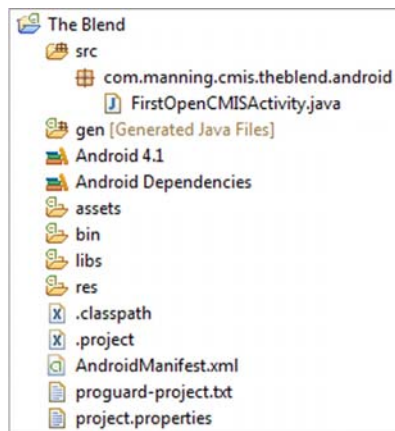 The Blend
src
com.manning.cmis.theblend.android
FirstOpenCMISActivity.java
gen [Generated Java Files]
Android 4.1
Android Dependencies
assets
bin
libs
res
.classpath
.project
AndroidManifest.xml
proguard-project.txt
project.properties